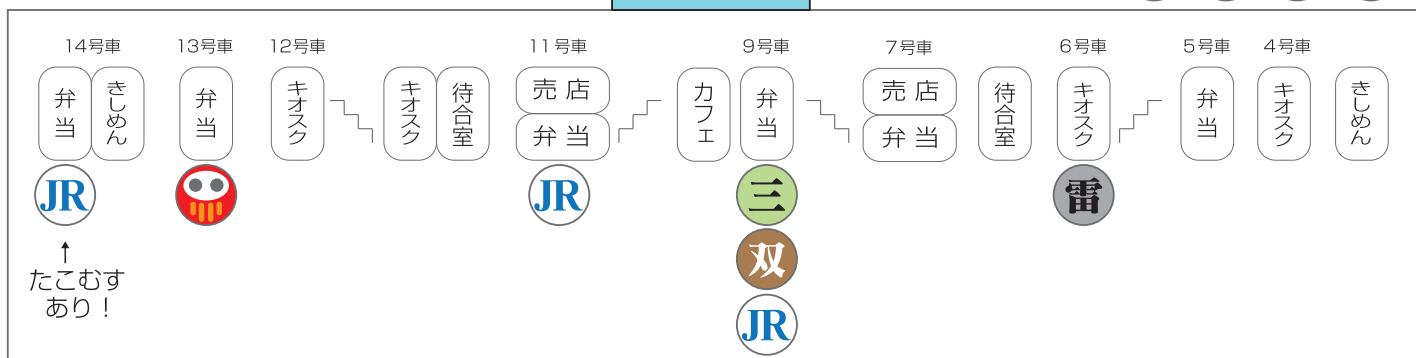 14号車
13号車
12号車
11号車
9号車
7号車
6号車
5号車
4号車
弁当
きしめん
弁当
キオスク
キオスク
待合室
売店
弁当
カフェ
弁当
売店
弁当
待合室
キオスク
弁当
キオスク
きしめん
JR
JR
三
雷
双
JR
↑
たこむす
あり！